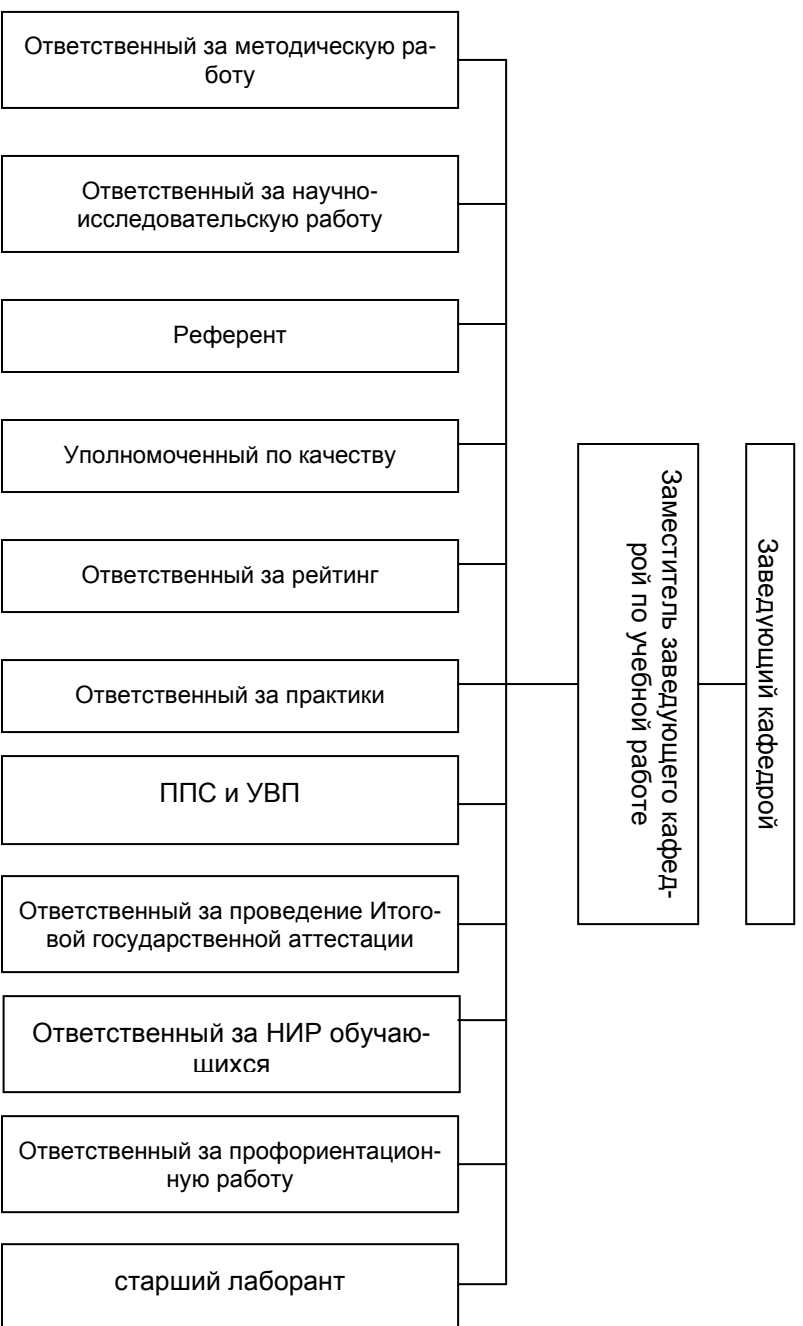 Ответственный за методическую ра-
боту
Ответственный за научно-
исследовательскую работу
Референт
Уполномоченный по качеству
Ответственный за рейтинг
Ответственный за практики
ППС и УВП
Ответственный за проведение Итого-
вой государственной аттестации
Ответственный за НИР обучаю-
щихся
Ответственный за профориентацион-
ную работу
старший лаборант
Заместитель заведующего кафед-
рой по учебной работе
Заведующий кафедрой